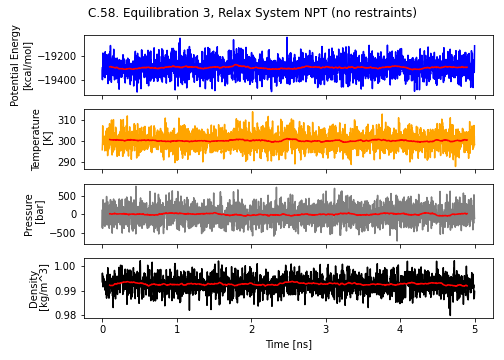 C.58. Equilibration 3, Relax System NPT (no restraints)
Potential Energy
[kcal/mol]
−19200
−19400
Temperature
[K]
310
300
290
Pressure
[bar]
500
0
−500
Density
[kg/m^3]
1.00
0.99
0.98
0
1
2
3
4
5
Time [ns]